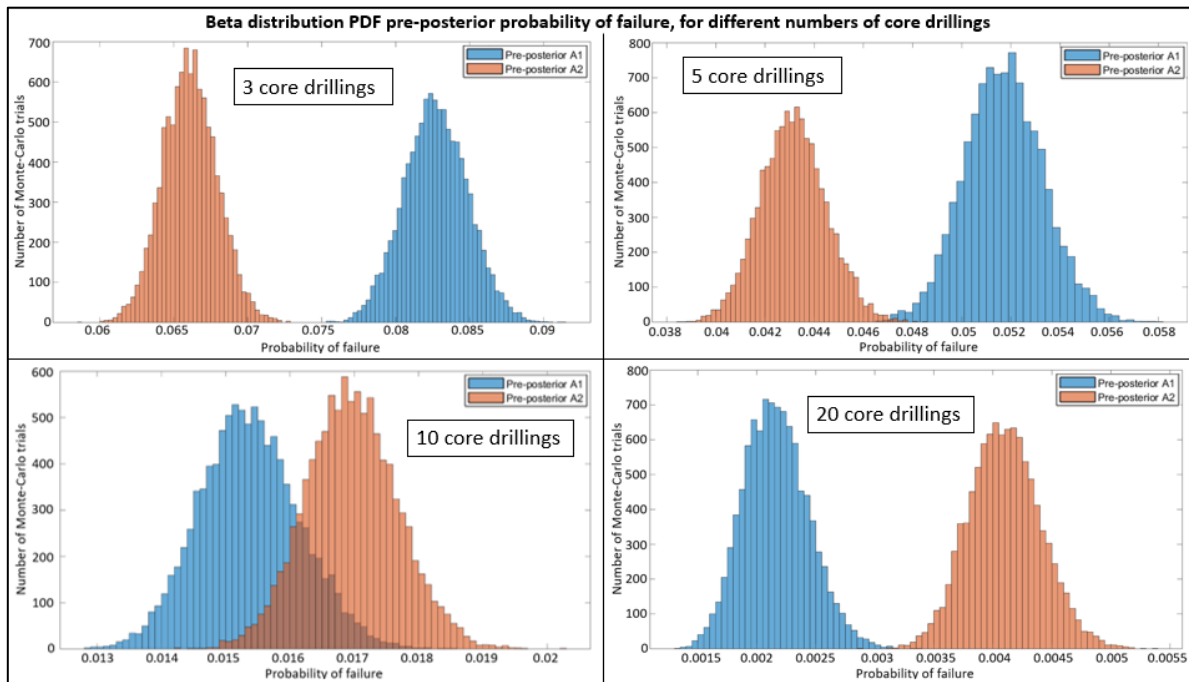 Beta distribution PDF pre-posterior probability of failure, for different numbers of core drillings
700
600
500
400
300
200
100
0
Number of Monte-Carlo trials
3 core drillings
Pre-posterior A1
Pre-posterior A2
0.06 0.065 0.07 0.075 0.08 0.085 0.09
Probability of failure
800
700
600
500
400
300
200
100
0
Number of Monte-Carlo trials
5 core drillings
Pre-posterior A1
Pre-posterior A2
0.038 0.04 0.042 0.044 0.046 0.048 0.05 0.052 0.054 0.056 0.058
Probability of failure
600
500
400
300
200
100
0
Number of Monte-Carlo trials
Pre-posterior A1
Pre-posterior A2
10 core drillings
0.013 0.014 0.015 0.016 0.017 0.018 0.019 0.02
Probability of failure
800
700
600
500
400
300
200
100
0
Number of Monte-Carlo trials
Pre-posterior A1
Pre-posterior A2
20 core drillings
0.0015 0.002 0.0025 0.003 0.0035 0.004 0.0045 0.005 0.0055
Probability of failure